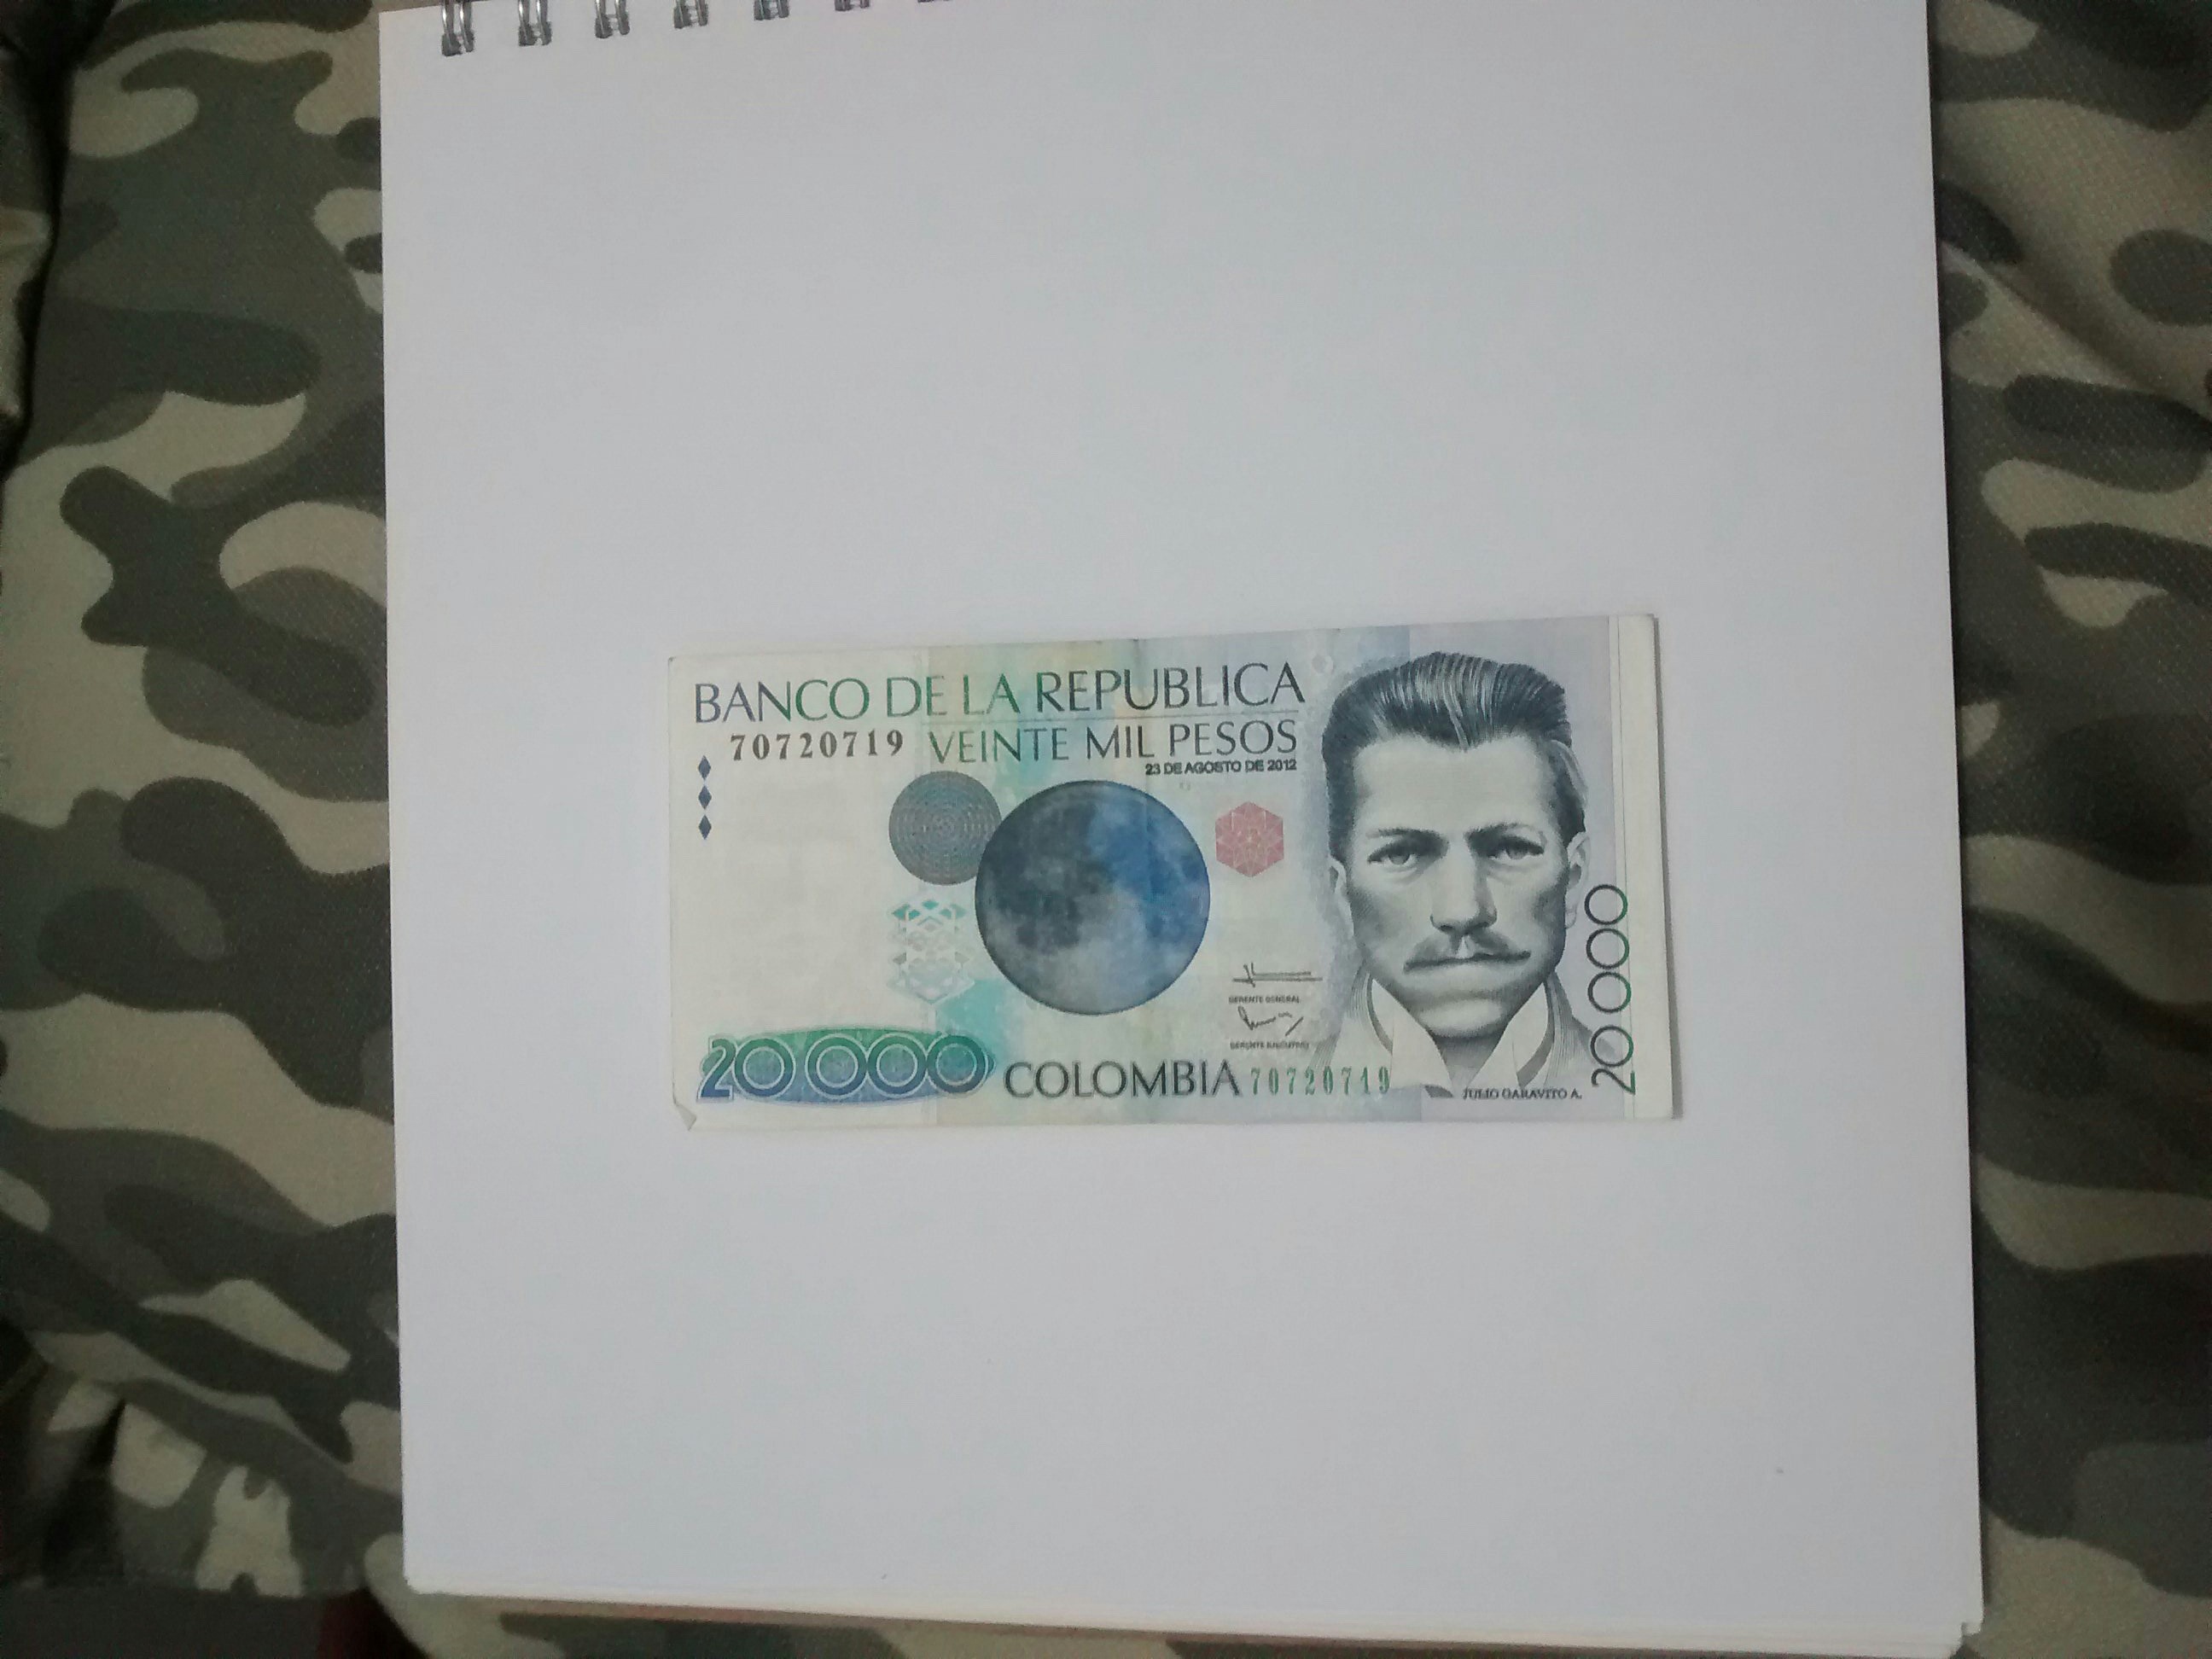 BANCO DE LA REPUBLICA
70720719 VEINTE MIL PESOS
23 DE AGOSTO DE 2012
GERENTE GENERAL
GERENTE EJECUTIVO
20 000 COLOMBIA 70720719
JULIO GARAVITO A.
20 000